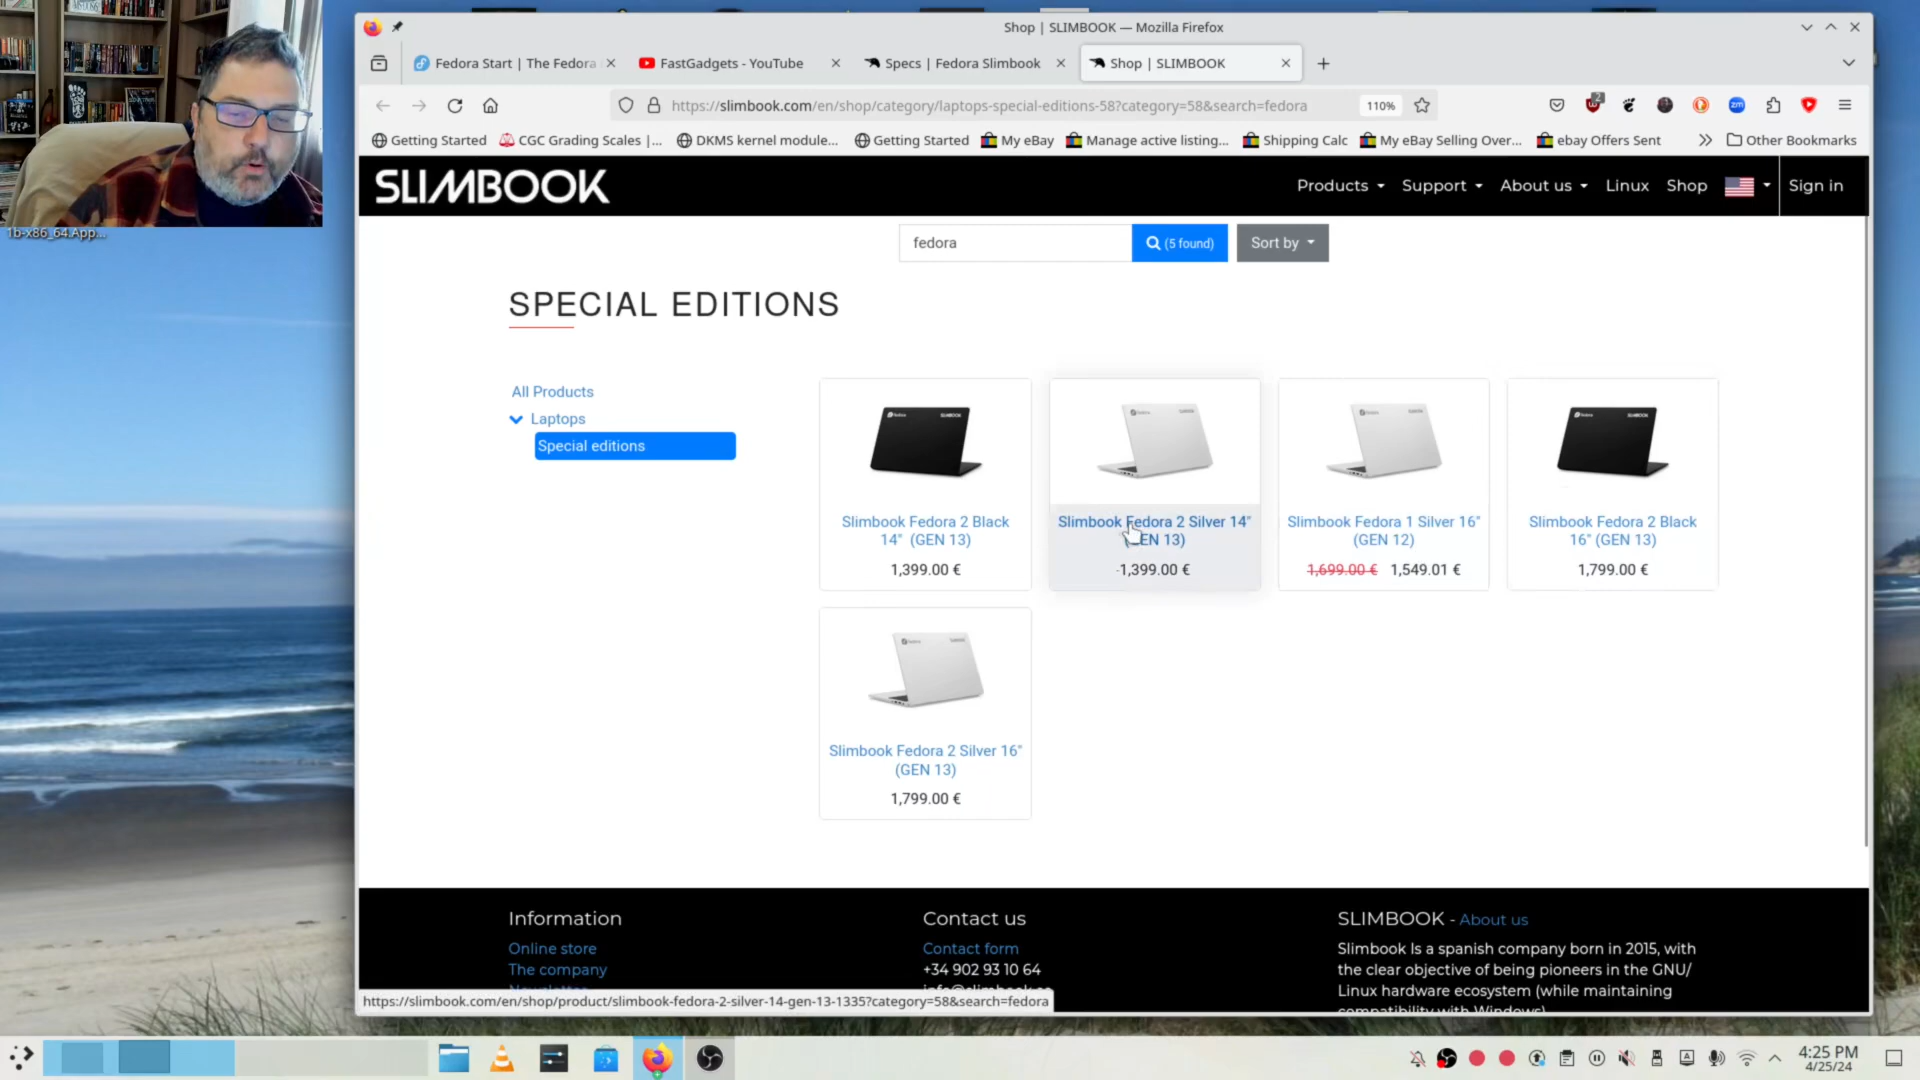 Shop | SLIMBOOK — Mozilla Firefox
Fedora Start | The Fedora
FastGadgets - YouTube
Specs | Fedora Slimbook
Shop | SLIMBOOK
https://slimbook.com/en/shop/category/laptops-special-editions-58?category=58&search=fedora
110%
2
zm
Getting Started
CGC Grading Scales |...
DKMS kernel module...
Getting Started
My eBay
Manage active listing...
Shipping Calc
My eBay Selling Over...
ebay Offers Sent
Other Bookmarks
1b-x86_64.App...
SLIMBOOK
Products
Support
About us
Linux
Shop
Sign in
fedora
(5 found)
Sort by
SPECIAL EDITIONS
All Products
Laptops
Special editions
Slimbook Fedora 2 Black
14" (GEN 13)
1,399.00 €
Slimbook Fedora 2 Silver 14"
(GEN 13)
1,399.00 €
Slimbook Fedora 1 Silver 16"
(GEN 12)
1,699.00 € 1,549.01 €
Slimbook Fedora 2 Black
16" (GEN 13)
1,799.00 €
Slimbook Fedora 2 Silver 16"
(GEN 13)
1,799.00 €
Information
Online store
The company
Contact us
Contact form
+34 902 93 10 64
SLIMBOOK - About us
Slimbook Is a spanish company born in 2015, with
the clear objective of being pioneers in the GNU/
Linux hardware ecosystem (while maintaining
compatibility with Windows).
https://slimbook.com/en/shop/product/slimbook-fedora-2-silver-14-gen-13-1335?category=58&search=fedora
4:25 PM
4/25/24